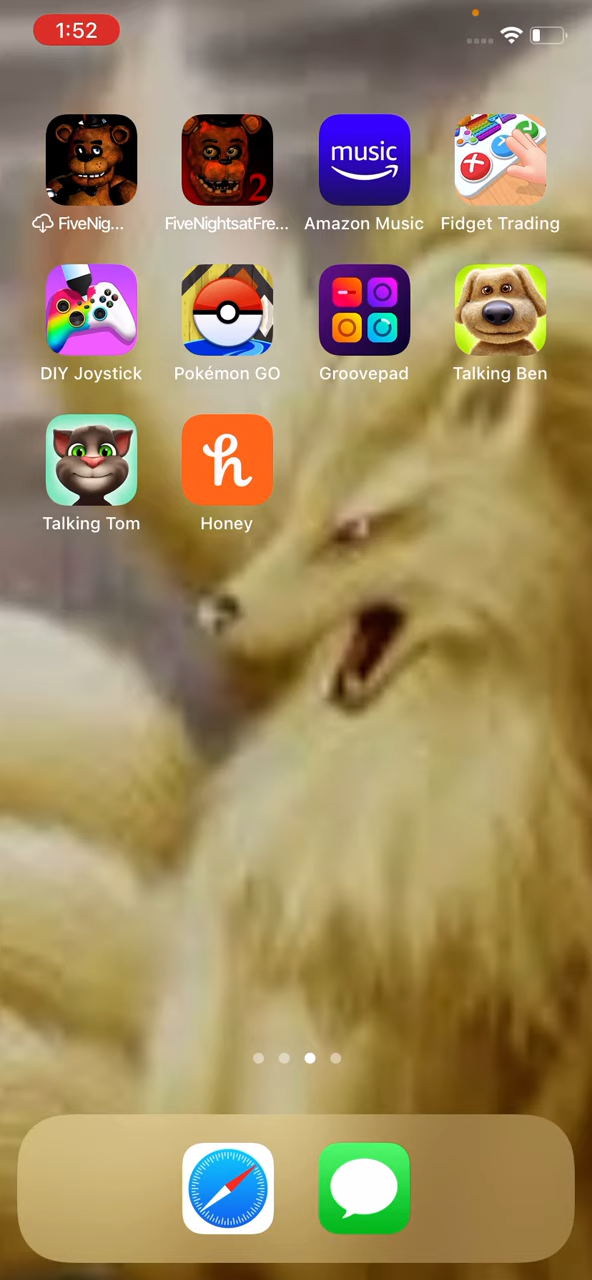 1:52
music
2
FiveNig...
FiveNightsatFre...
Amazon Music
Fidget Trading
DIY Joystick
Pokémon GO
Groovepad
Talking Ben
h
Talking Tom
Honey